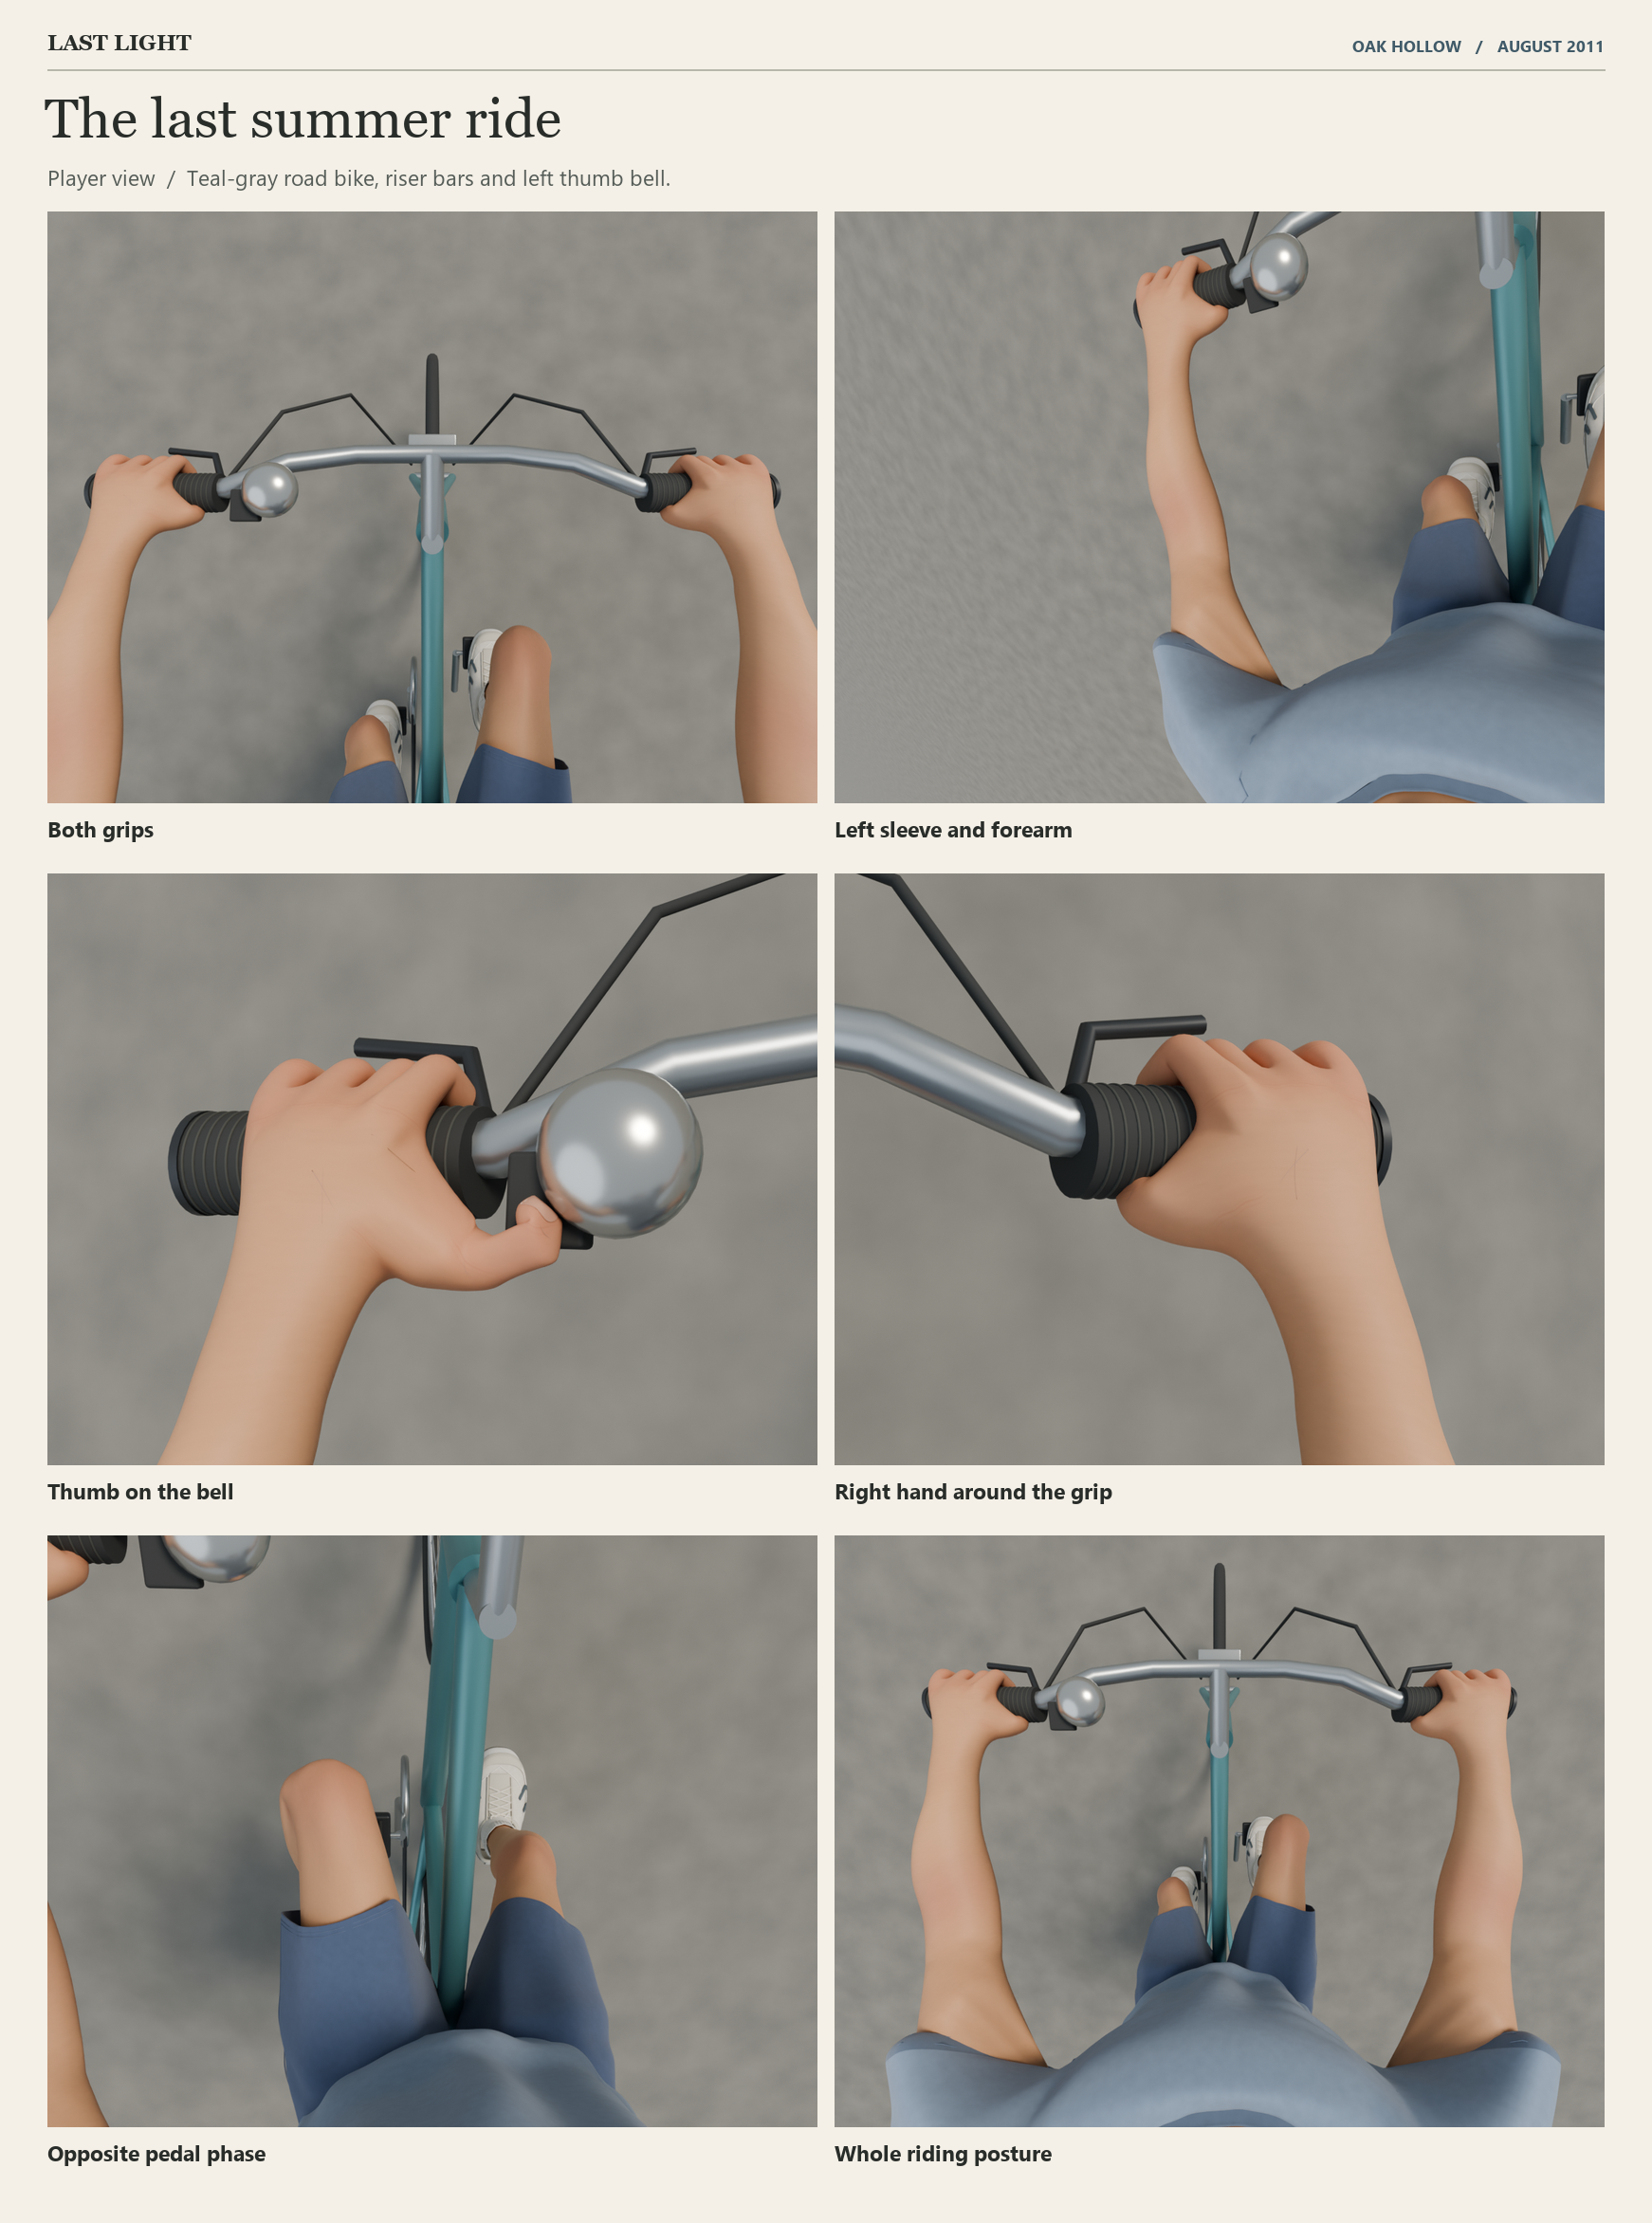 LAST LIGHT
OAK HOLLOW / AUGUST 2011
The last summer ride
Player view / Teal-gray road bike, riser bars and left thumb bell.
Both grips
Left sleeve and forearm
Thumb on the bell
Right hand around the grip
Opposite pedal phase
Whole riding posture